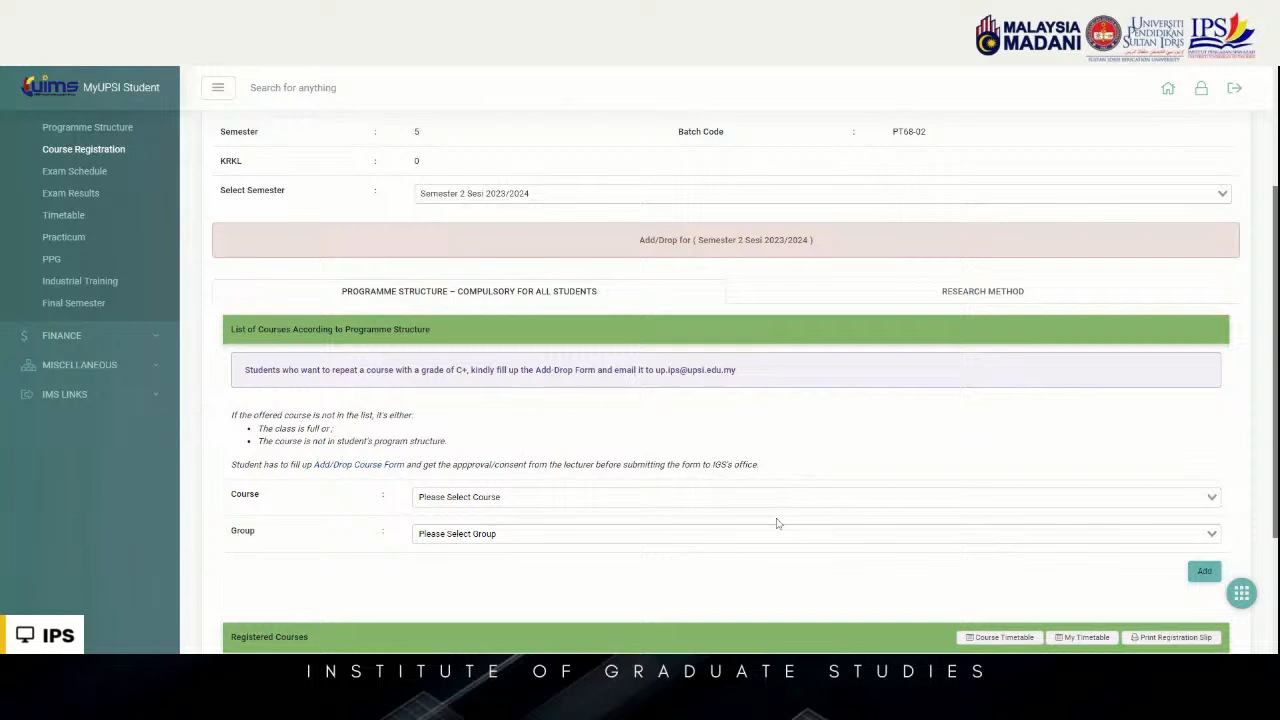 MALAYSIA
MADANI
UNIVERSITI
PENDIDIKAN
SULTAN IDRIS
SULTAN IDRIS EDUCATION UNIVERSITY
IPS
uims MyUPSI Student
Search for anything
Programme Structure
Course Registration
Exam Schedule
Exam Results
Timetable
Practicum
PPG
Industrial Training
Final Semester
FINANCE
MISCELLANEOUS
IMS LINKS
Semester : 5 Batch Code : PT68-02
KRKL : 0
Select Semester : Semester 2 Sesi 2023/2024
Add/Drop for ( Semester 2 Sesi 2023/2024 )
PROGRAMME STRUCTURE – COMPULSORY FOR ALL STUDENTS RESEARCH METHOD
List of Courses According to Programme Structure
Students who want to repeat a course with a grade of C+, kindly fill up the Add-Drop Form and email it to up.ips@upsi.edu.my
If the offered course is not in the list, it's either:
• The class is full or ;
• The course is not in student's program structure.
Student has to fill up Add/Drop Course Form and get the appproval/consent from the lecturer before submitting the form to IGS's office.
Course : Please Select Course
Group : Please Select Group
Add
Registered Courses Course Timetable My Timetable Print Registration Slip
IPS
INSTITUTE OF GRADUATE STUDIES